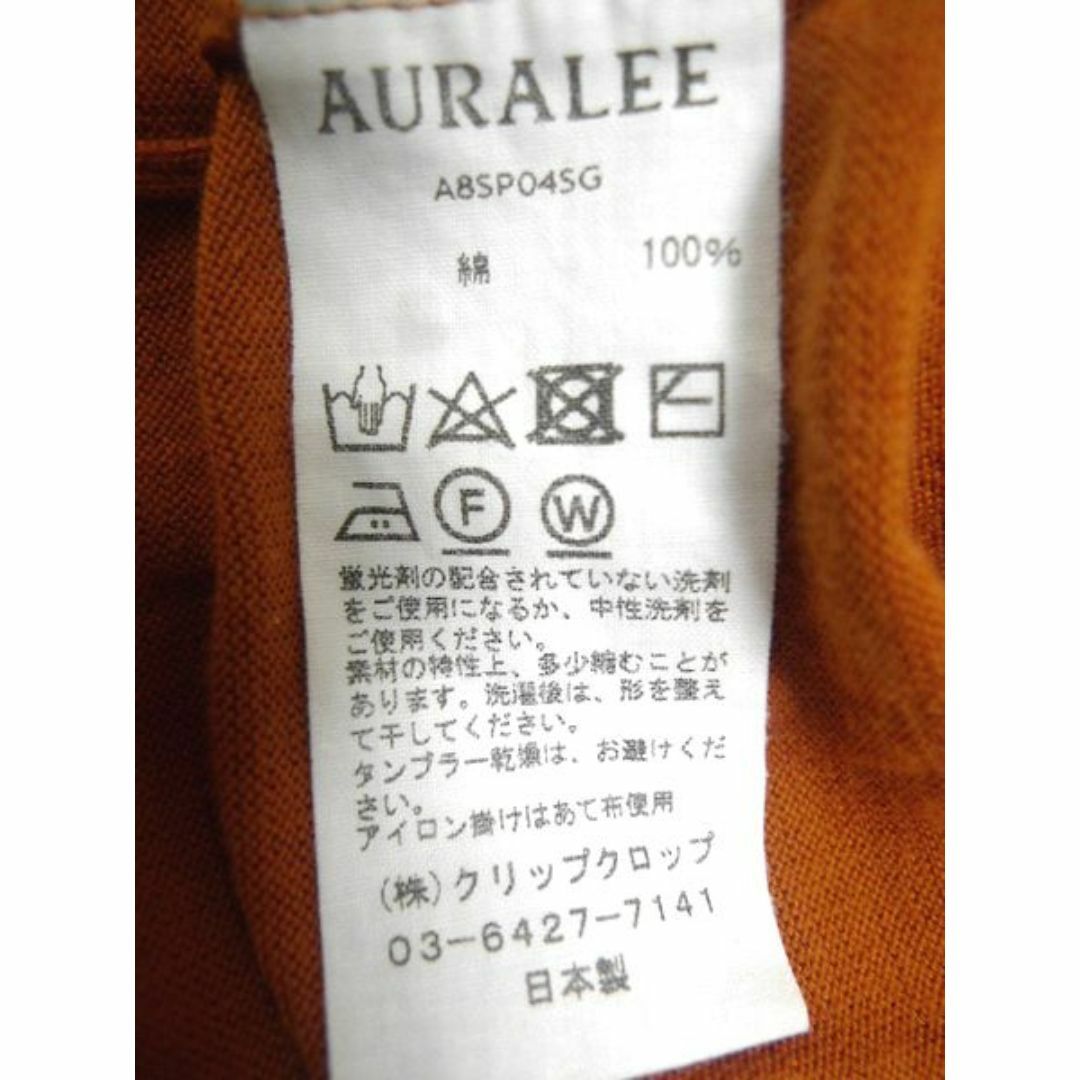 AURALEE
A8SP04SG
綿 100%
F W
蛍光剤の配合されていない洗剤
をご使用になるか、中性洗剤を
ご使用ください。
素材の特性上、多少縮むことが
あります。洗濯後は、形を整え
て干してください。
タンブラー乾燥は、お避けくだ
さい。
アイロン掛けはあて布使用
(株)クリップクロップ
03-6427-7141
日本製